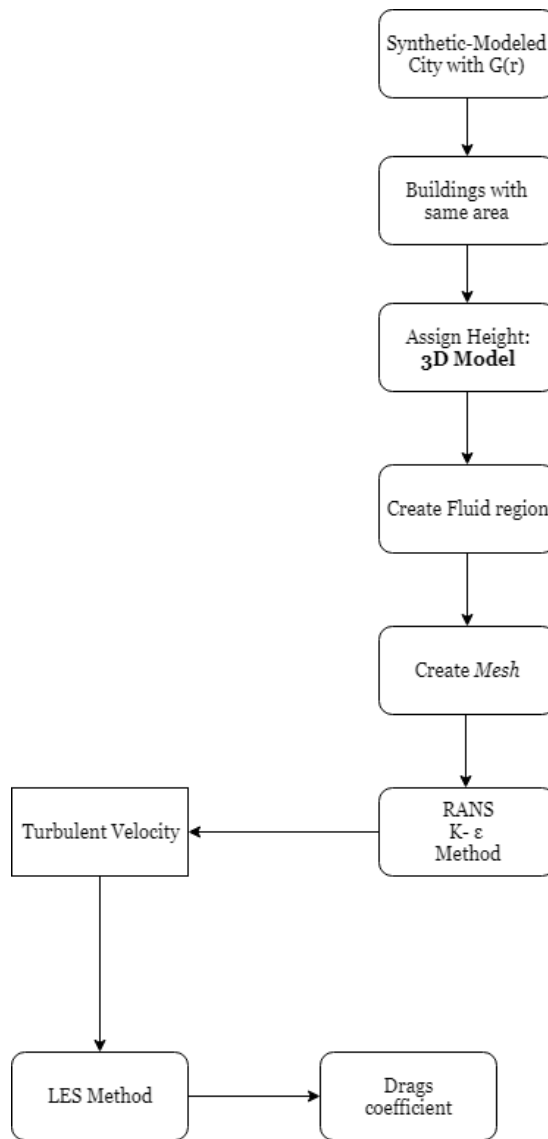 Synthetic-Modeled
City with G(r)
Buildings with
same area
Assign Height:
3D Model
Create Fluid region
Create Mesh
RANS
K- ε
Method
Turbulent Velocity
LES Method
Drags
coefficient